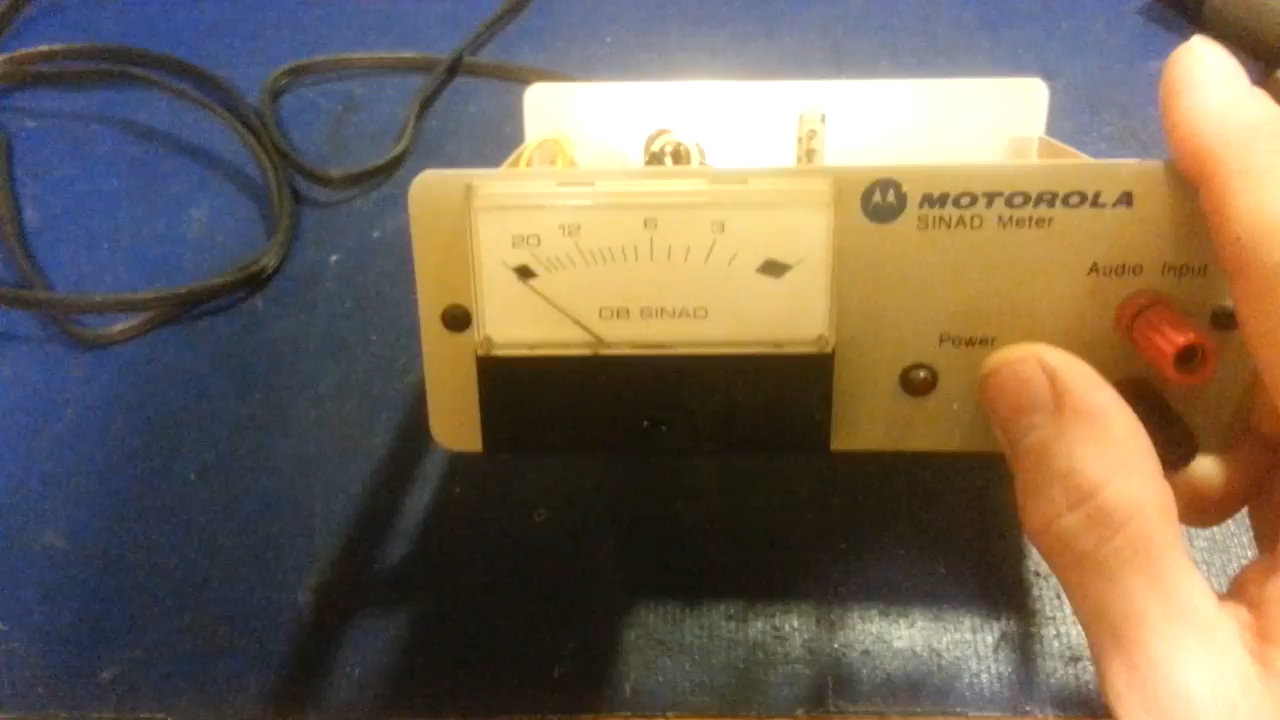 MOTOROLA
SINAD Meter
20 12 6 3
DB SINAD
Audio Input
Power